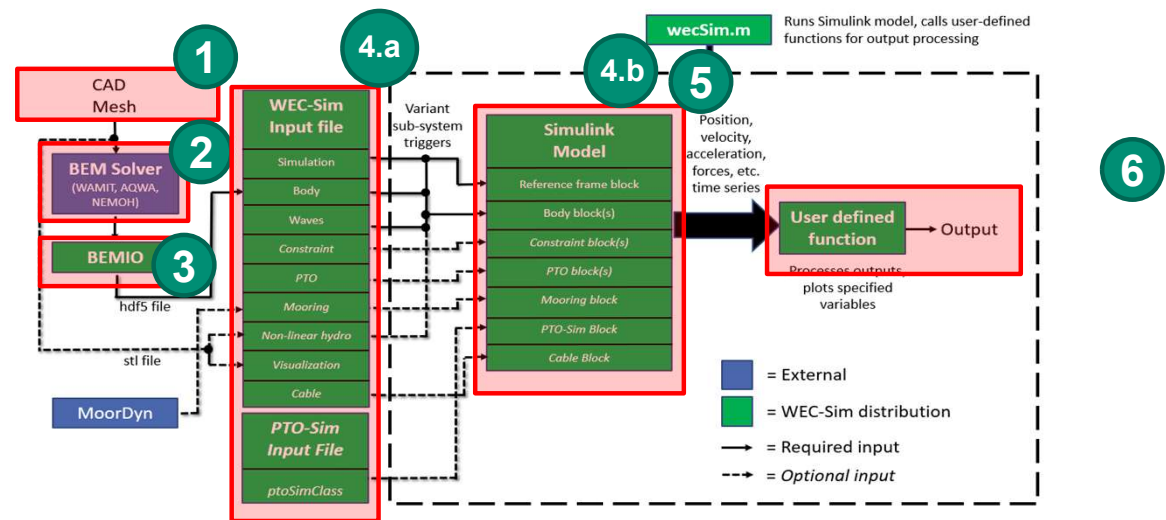 wecSim.m
Runs Simulink model, calls user-defined
functions for output processing
1
CAD
Mesh
2
BEM Solver
(WAMIT, AQWA,
NEMOH)
3
BEMIO
hdf5 file
stl file
MoorDyn
4.a
WEC-Sim
Input file
Simulation
Body
Waves
Constraint
PTO
Mooring
Non-linear hydro
Visualization
Cable
PTO-Sim
Input File
ptoSimClass
Variant
sub-system
triggers
4.b
Simulink
Model
Reference frame block
Body block(s)
Constraint block(s)
PTO block(s)
Mooring block
PTO-Sim Block
Cable Block
5
Position,
velocity,
acceleration,
forces, etc.
time series
6
User defined
function
Output
Processes outputs,
plots specified
variables
= External
= WEC-Sim distribution
= Required input
= Optional input